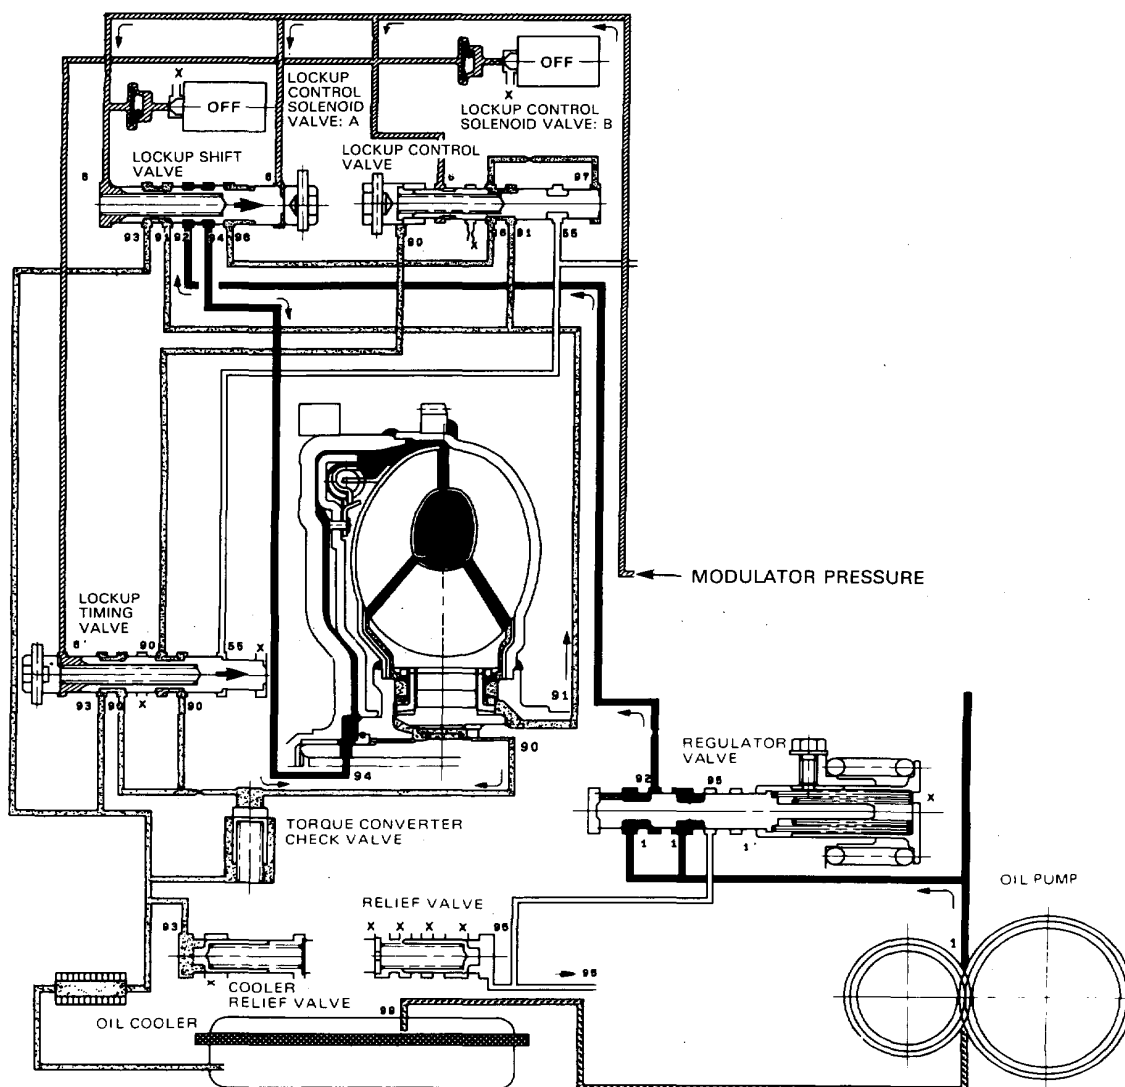 OFF
OFF
X
X
LOCKUP
CONTROL
SOLENOID
VALVE: A
LOCKUP CONTROL
SOLENOID VALVE: B
LOCKUP SHIFT
VALVE
LOCKUP CONTROL
VALVE
6
6
97
93
91
92
94
96
90
X
96
91
55
MODULATOR PRESSURE
LOCKUP
TIMING
VALVE
6'
90
55
X
93
90
X
90
91
90
94
REGULATOR
VALVE
92
95
X
1
1
1'
TORQUE CONVERTER
CHECK VALVE
OIL PUMP
1
RELIEF VALVE
X
X
X
X
95
93
X
95
COOLER
RELIEF VALVE
99
OIL COOLER